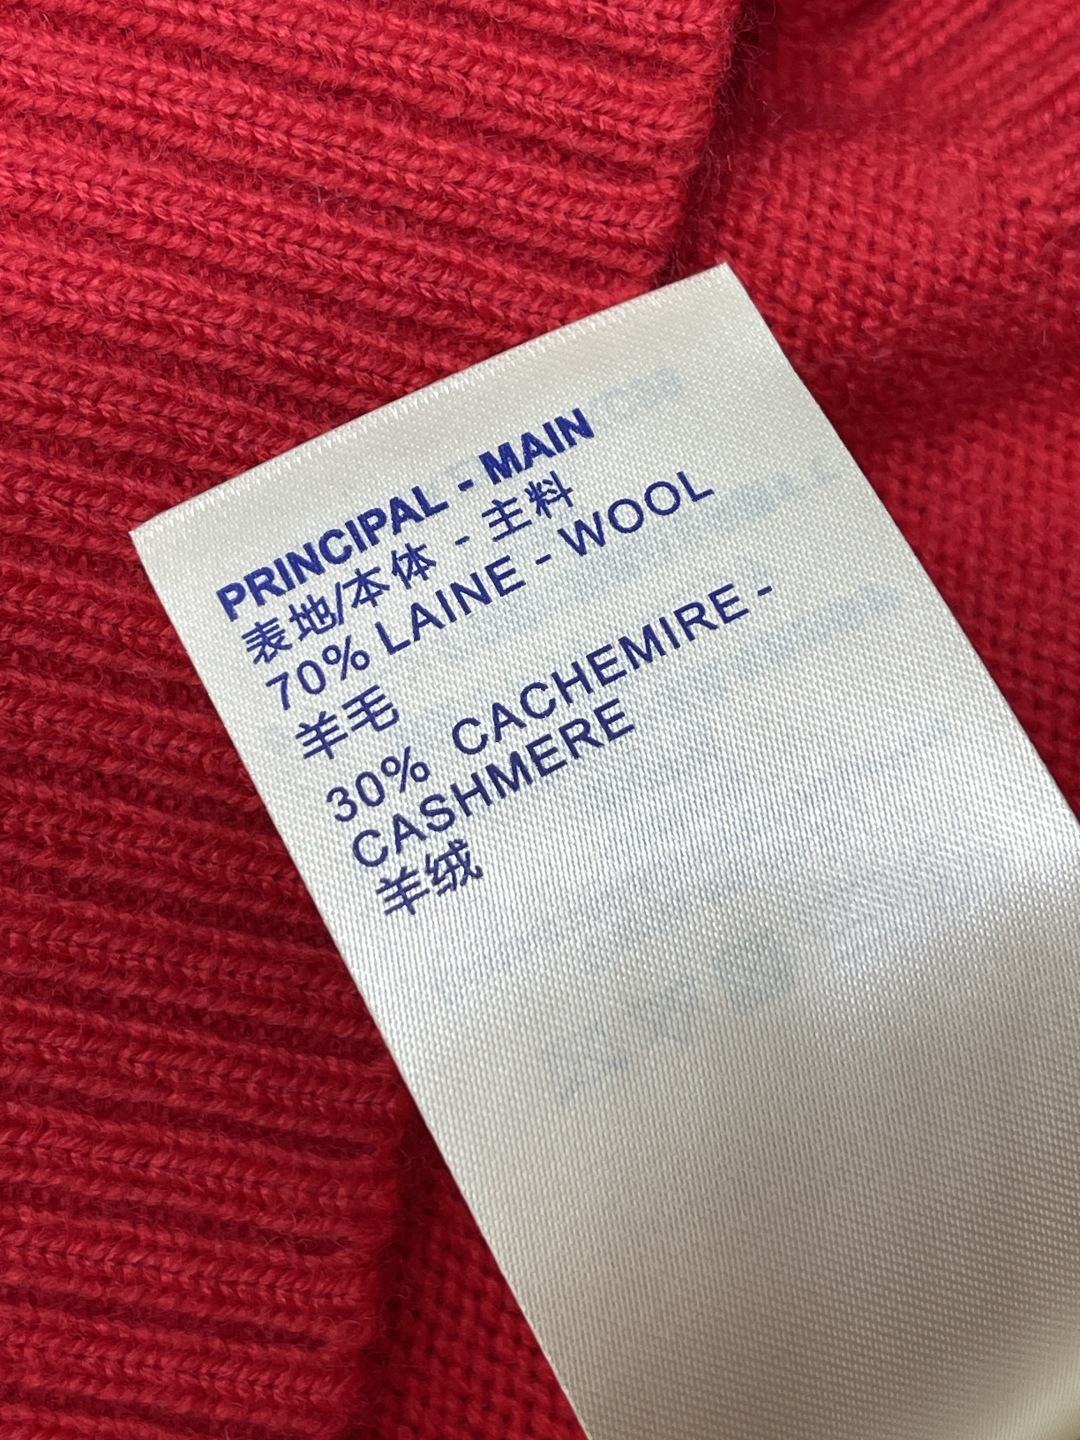 PRINCIPAL - MAIN
表地/本体 - 主料
70% LAINE - WOOL
羊毛
30% CACHEMIRE -
CASHMERE
羊绒